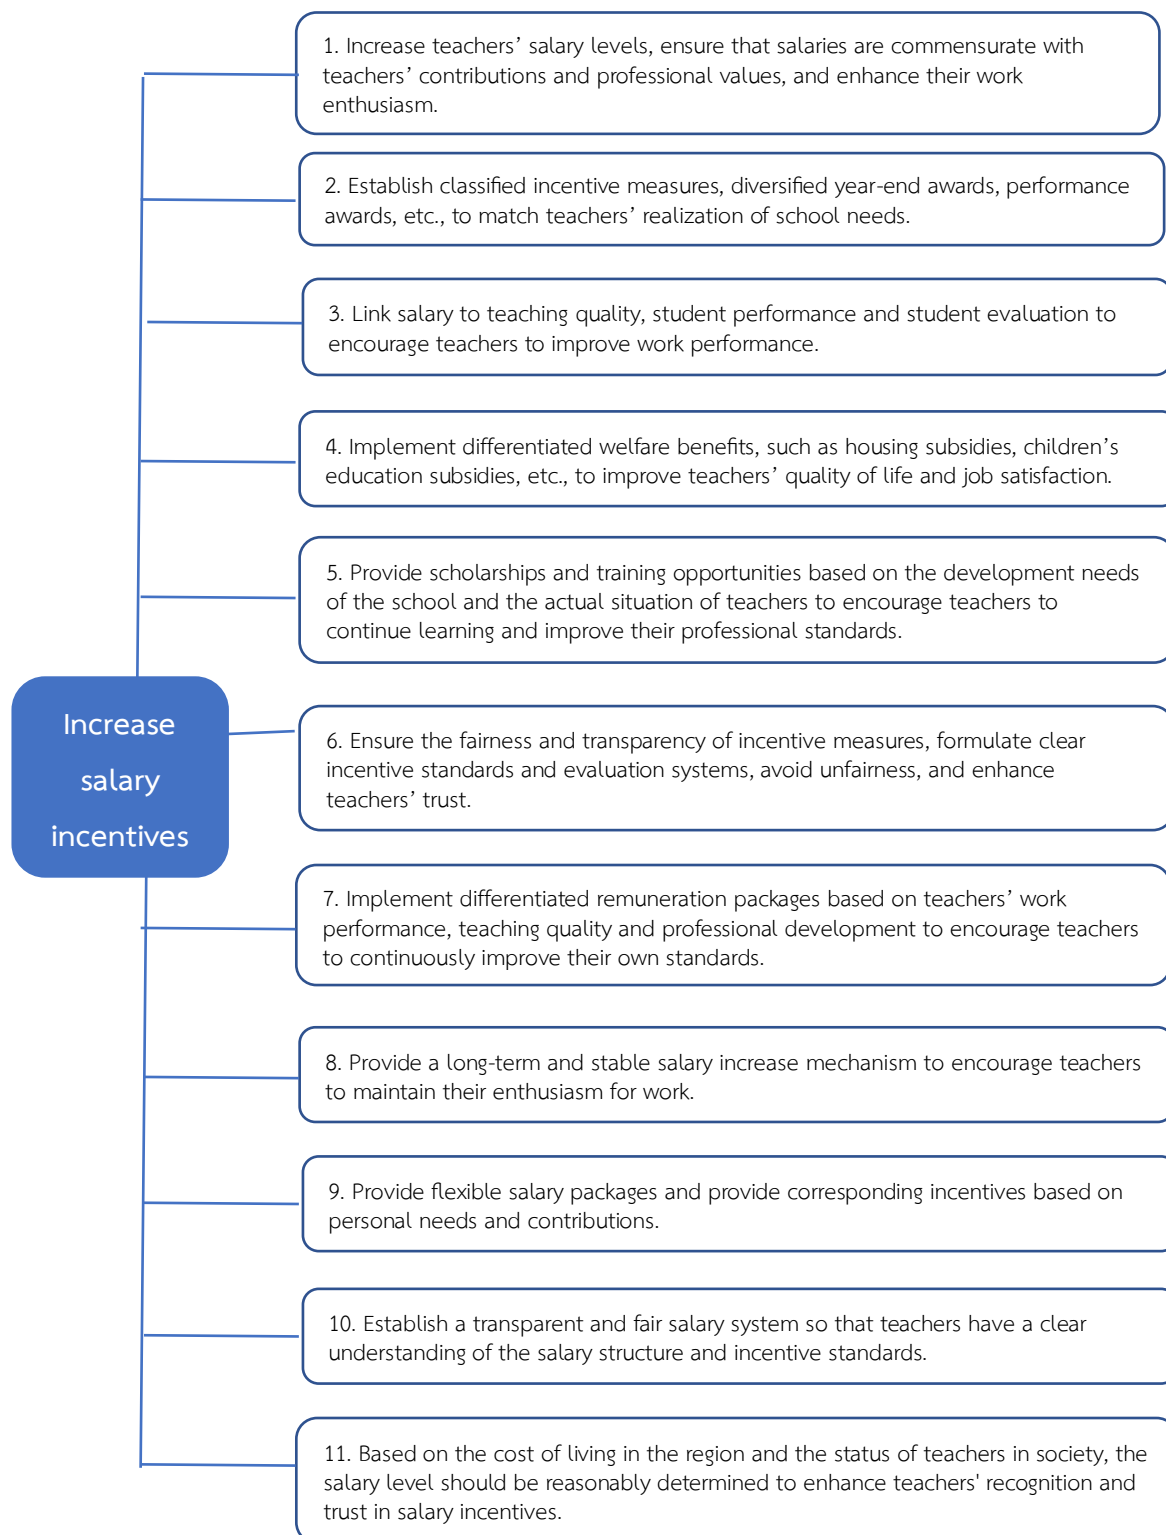 1. Increase teachers’ salary levels, ensure that salaries are commensurate with
teachers’ contributions and professional values, and enhance their work
enthusiasm.
2. Establish classified incentive measures, diversified year-end awards, performance
awards, etc., to match teachers’ realization of school needs.
3. Link salary to teaching quality, student performance and student evaluation to
encourage teachers to improve work performance.
4. Implement differentiated welfare benefits, such as housing subsidies, children’s
education subsidies, etc., to improve teachers’ quality of life and job satisfaction.
5. Provide scholarships and training opportunities based on the development needs
of the school and the actual situation of teachers to encourage teachers to
continue learning and improve their professional standards.
Increase
salary
incentives
6. Ensure the fairness and transparency of incentive measures, formulate clear
incentive standards and evaluation systems, avoid unfairness, and enhance
teachers’ trust.
7. Implement differentiated remuneration packages based on teachers’ work
performance, teaching quality and professional development to encourage teachers
to continuously improve their own standards.
8. Provide a long-term and stable salary increase mechanism to encourage teachers
to maintain their enthusiasm for work.
9. Provide flexible salary packages and provide corresponding incentives based on
personal needs and contributions.
10. Establish a transparent and fair salary system so that teachers have a clear
understanding of the salary structure and incentive standards.
11. Based on the cost of living in the region and the status of teachers in society, the
salary level should be reasonably determined to enhance teachers' recognition and
trust in salary incentives.